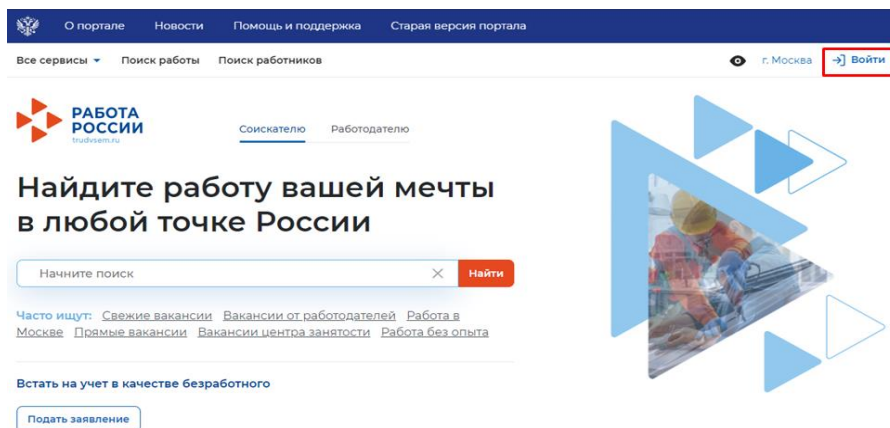 О портале Новости Помощь и поддержка Старая версия портала
Все сервисы Поиск работы Поиск работников г. Москва Войти
РАБОТА
РОССИИ
trudvsem.ru
Соискателю Работодателю
Найдите работу вашей мечты
в любой точке России
Начните поиск Найти
Часто ищут: Свежие вакансии Вакансии от работодателей Работа в
Москве Прямые вакансии Вакансии центра занятости Работа без опыта
Встать на учет в качестве безработного
Подать заявление